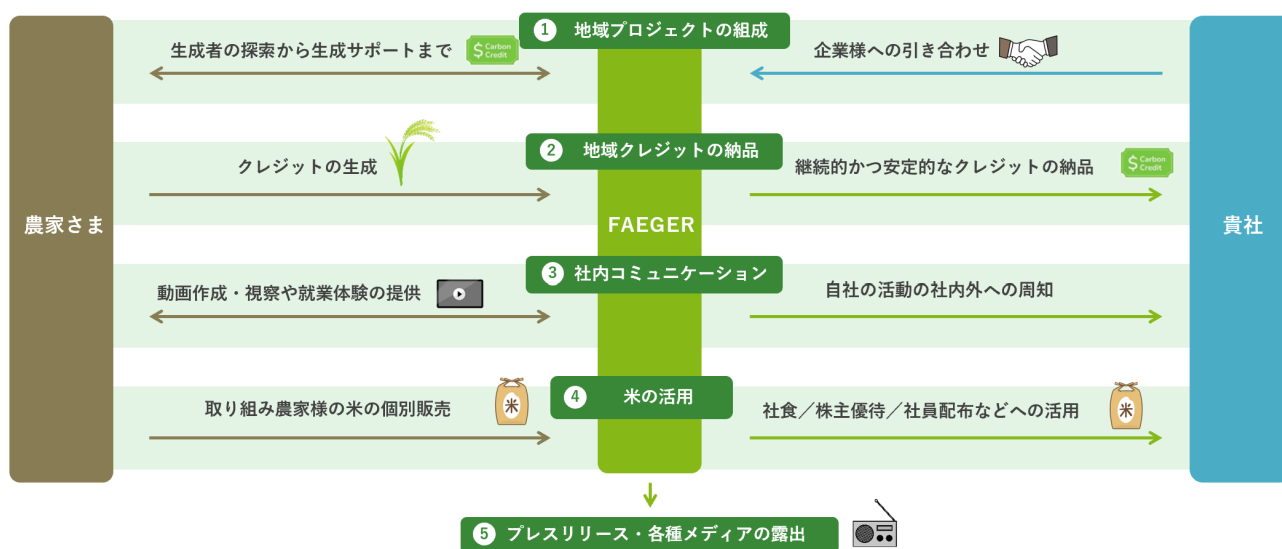 1 地域プロジェクトの組成
生成者の探索から生成サポートまで
$ Carbon Credit
企業様への引き合わせ
2 地域クレジットの納品
クレジットの生成
継続的かつ安定的なクレジットの納品
$ Carbon Credit
農家さま
FAEGER
貴社
3 社内コミュニケーション
動画作成・視察や就業体験の提供
自社の活動の社内外への周知
4 米の活用
取り組み農家様の米の個別販売
米
社食／株主優待／社員配布などへの活用
米
5 プレスリリース・各種メディアの露出